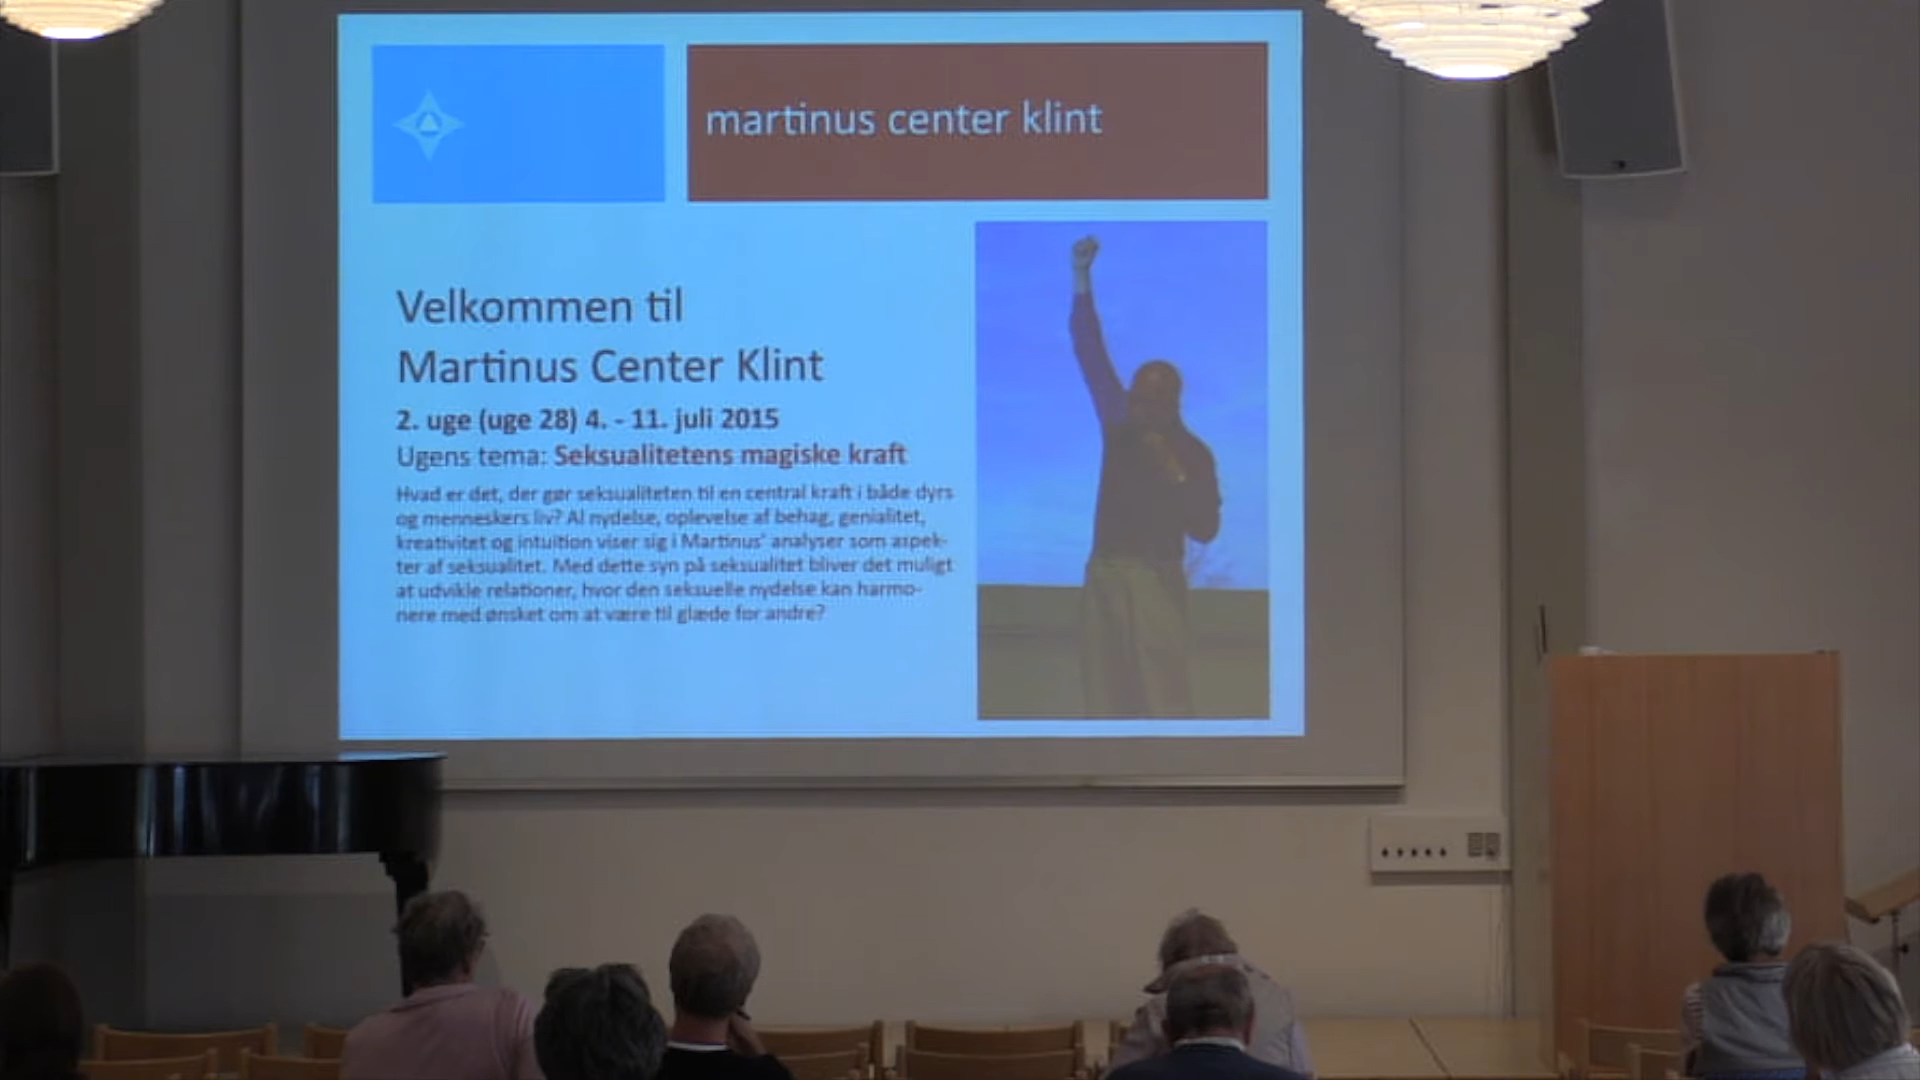 martinus center klint
Velkommen til
Martinus Center Klint
2. uge (uge 28) 4. - 11. juli 2015
Ugens tema: Seksualitetens magiske kraft
Hvad er det, der gør seksualiteten til en central kraft i både dyrs
og menneskers liv? Al nydelse, oplevelse af behag, genialitet,
kreativitet og intuition viser sig i Martinus' analyser som aspek-
ter af seksualitet. Med dette syn på seksualitet bliver det muligt
at udvikle relationer, hvor den seksuelle nydelse kan harmo-
nere med ønsket om at være til glæde for andre?